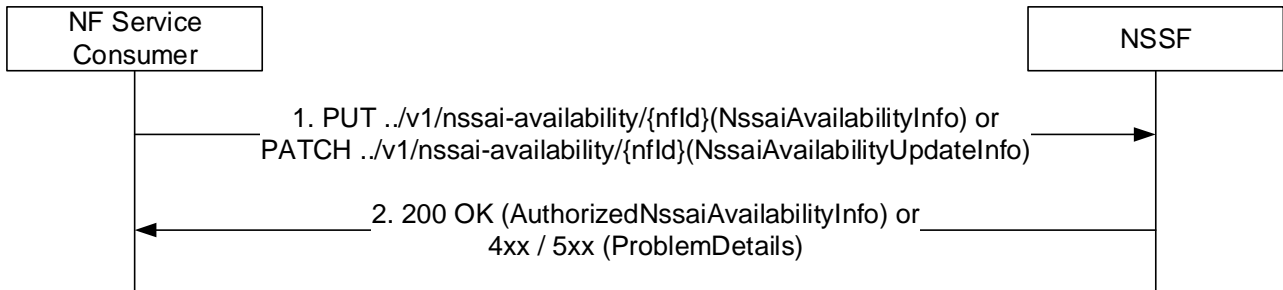 NF Service
Consumer
NSSF
1. PUT ../v1/nssai-availability/{nfId}(NssaiAvailabilityInfo) or
PATCH ../v1/nssai-availability/{nfId}(NssaiAvailabilityUpdateInfo)
2. 200 OK (AuthorizedNssaiAvailabilityInfo) or
4xx / 5xx (ProblemDetails)